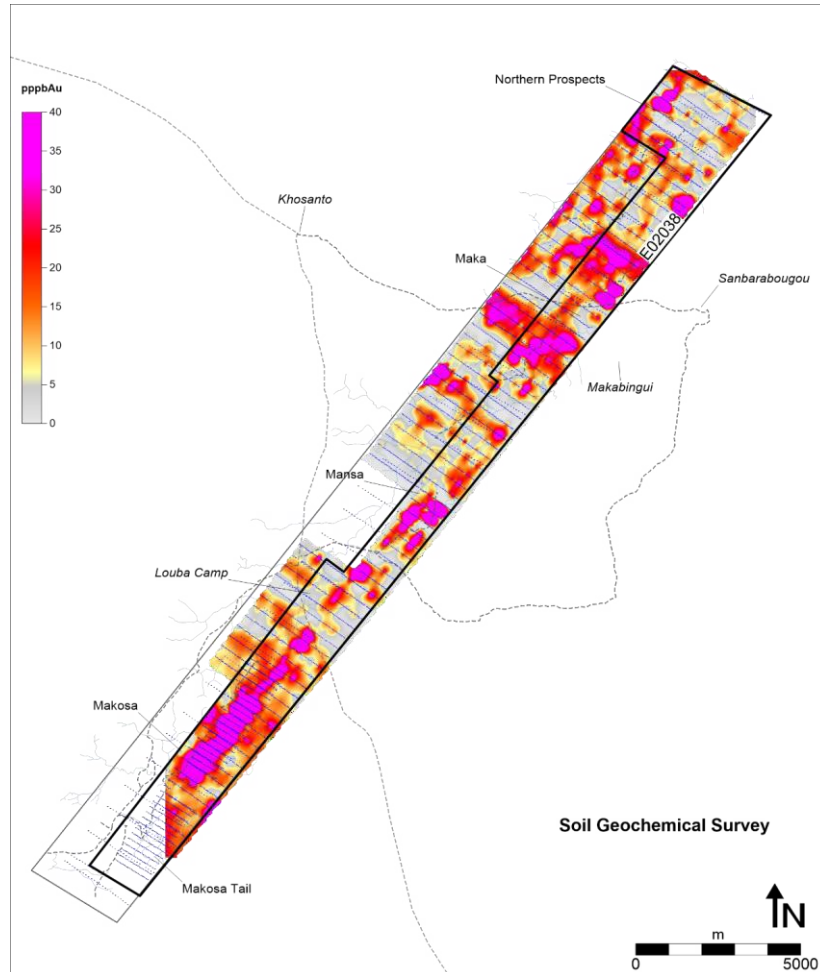 Northern Prospects
pppbAu
40
35
30
25
20
15
10
5
0
Khosanto
E02038
Maka
Sanbarabougou
Makabingui
Mansa
Louba Camp
Makosa
Soil Geochemical Survey
Makosa Tail
N
m
0 5000